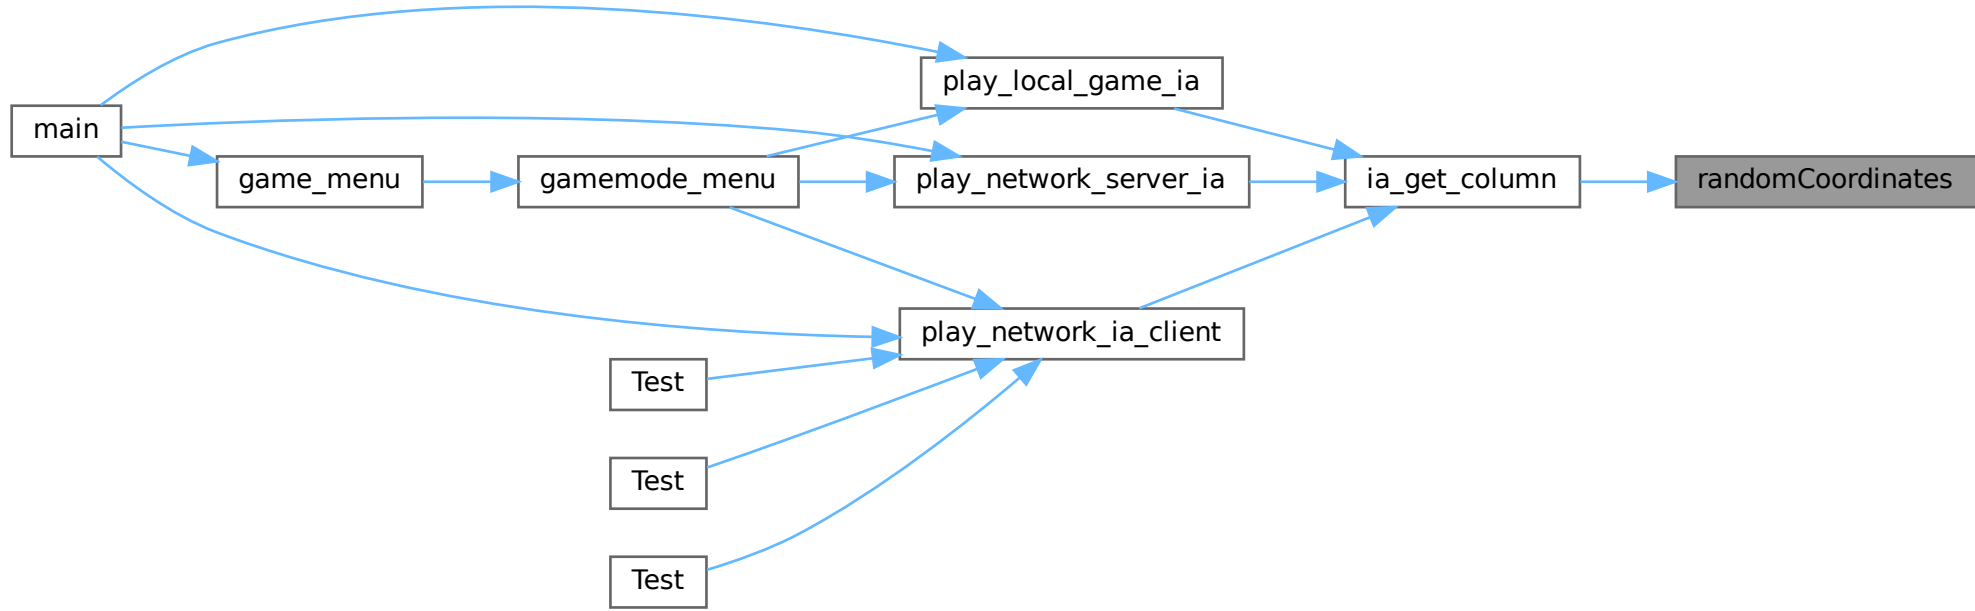 main
game_menu
gamemode_menu
play_local_game_ia
play_network_server_ia
ia_get_column
randomCoordinates
play_network_ia_client
Test
Test
Test